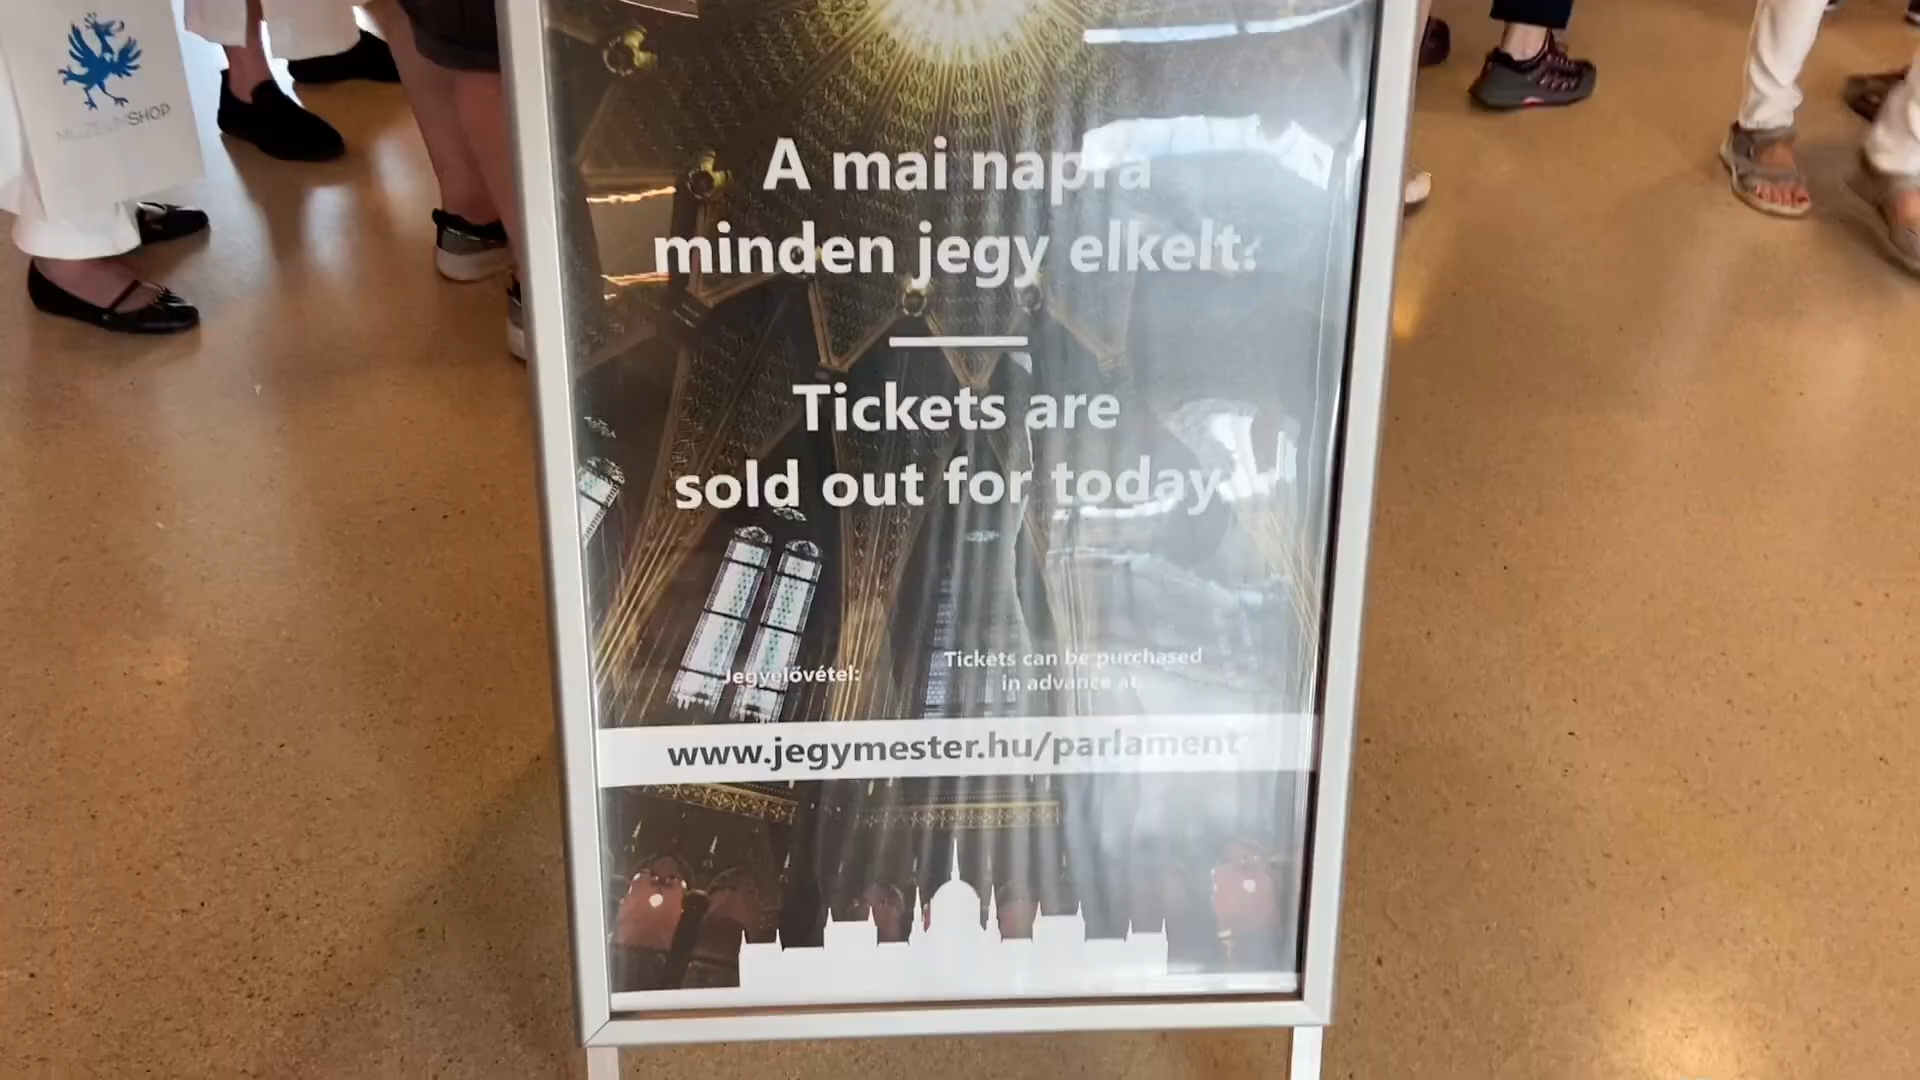 MUZEUMSHOP
A mai napra
minden jegy elkelt.
Tickets are
sold out for today.
Jegyelővétel:
Tickets can be purchased
in advance at:
www.jegymester.hu/parlament